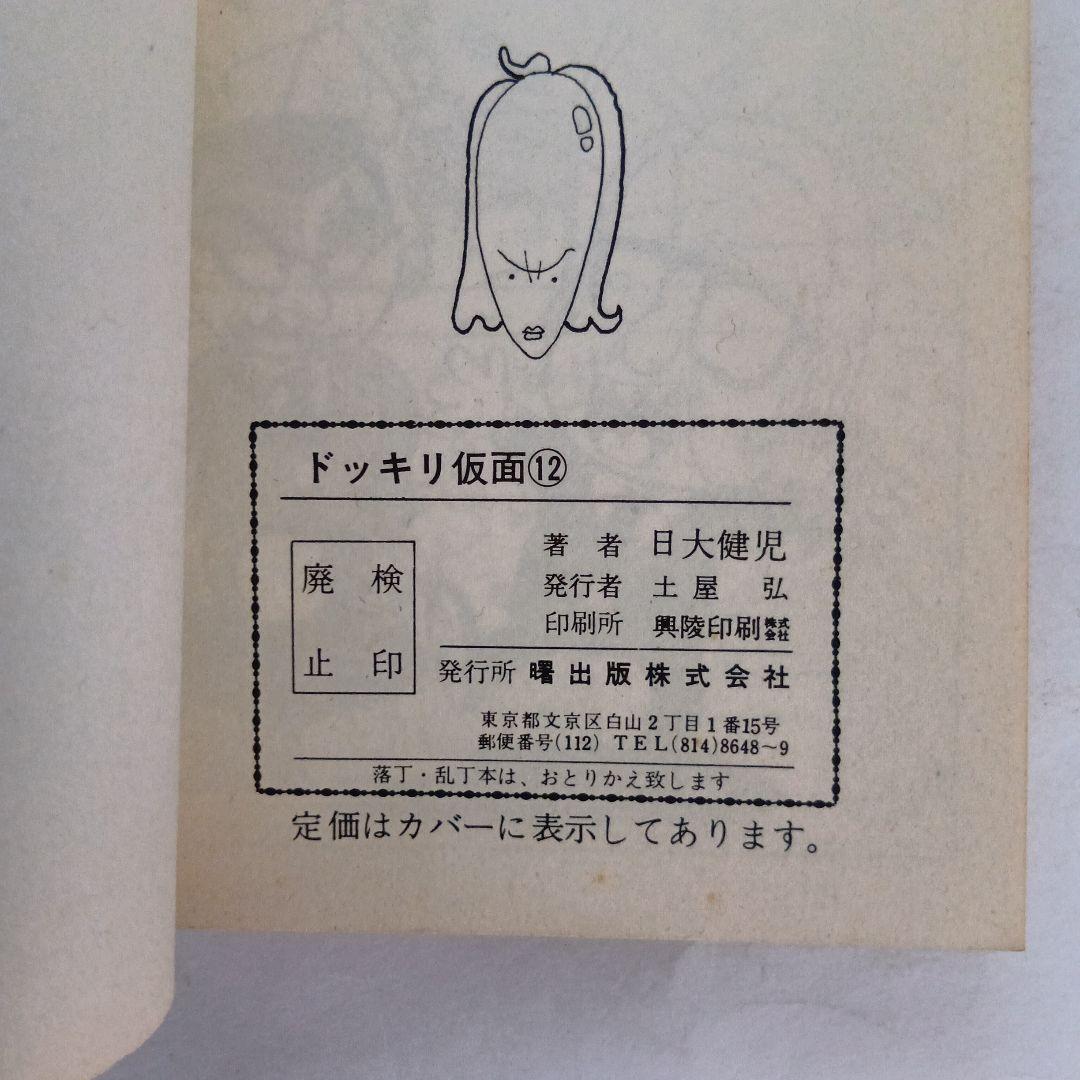 ドッキリ仮面⑫
検印
廃止
著者 日大健児
発行者 土屋 弘
印刷所 興陵印刷株式会社
発行所 曙出版株式会社
東京都文京区白山2丁目1番15号
郵便番号(112) TEL(814)8648~9
落丁・乱丁本は、おとりかえ致します
定価はカバーに表示してあります。